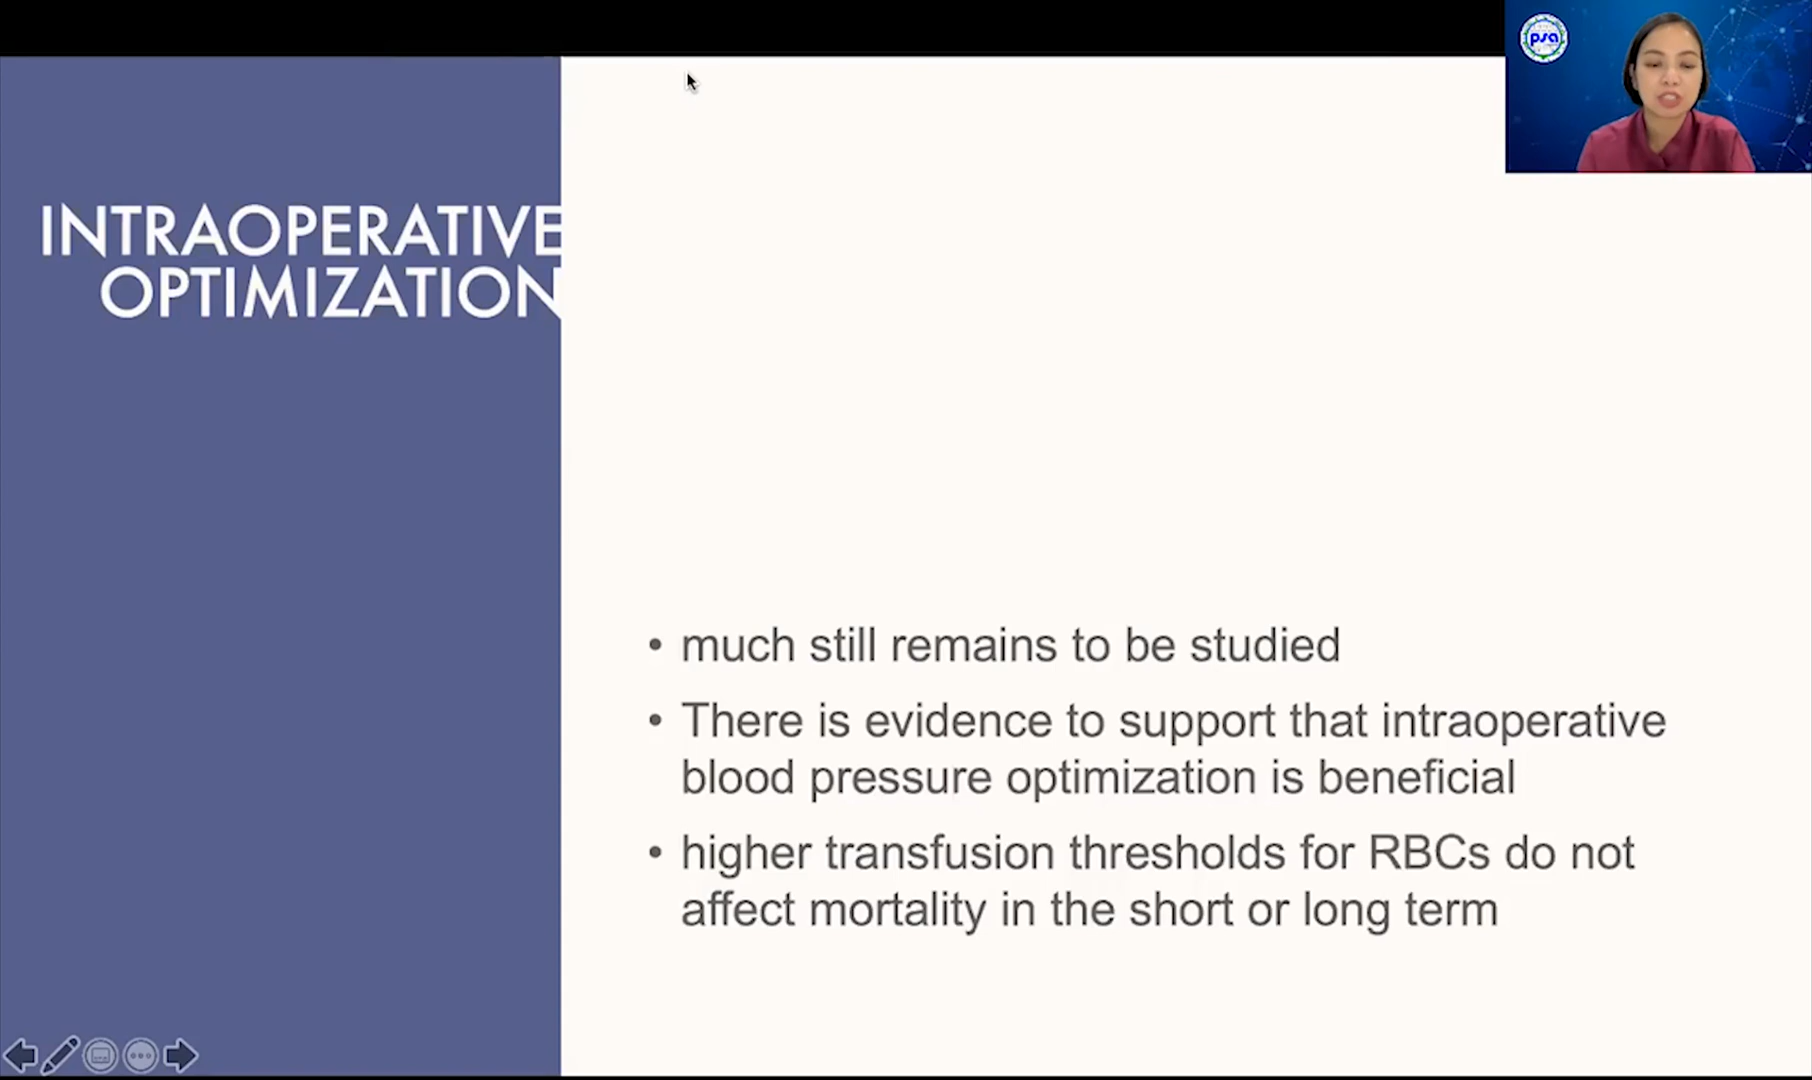 psa
INTRAOPERATIVE
OPTIMIZATION
• much still remains to be studied
• There is evidence to support that intraoperative
blood pressure optimization is beneficial
• higher transfusion thresholds for RBCs do not
affect mortality in the short or long term